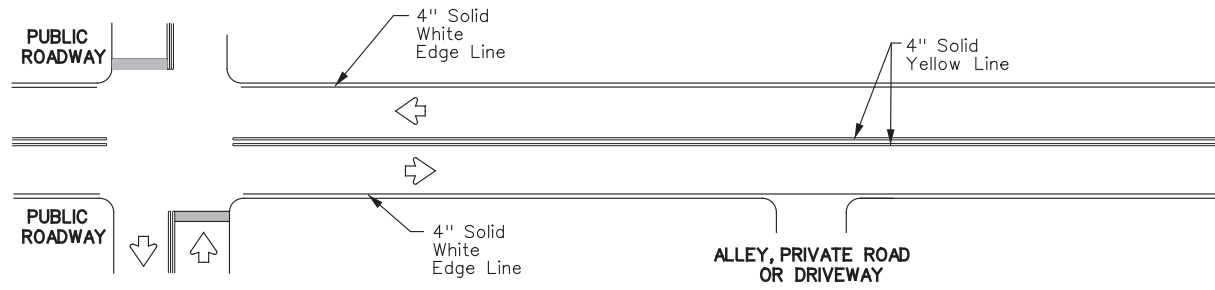 PUBLIC
ROADWAY
4" Solid
White
Edge Line
4" Solid
Yellow Line
PUBLIC
ROADWAY
4" Solid
White
Edge Line
ALLEY, PRIVATE ROAD
OR DRIVEWAY